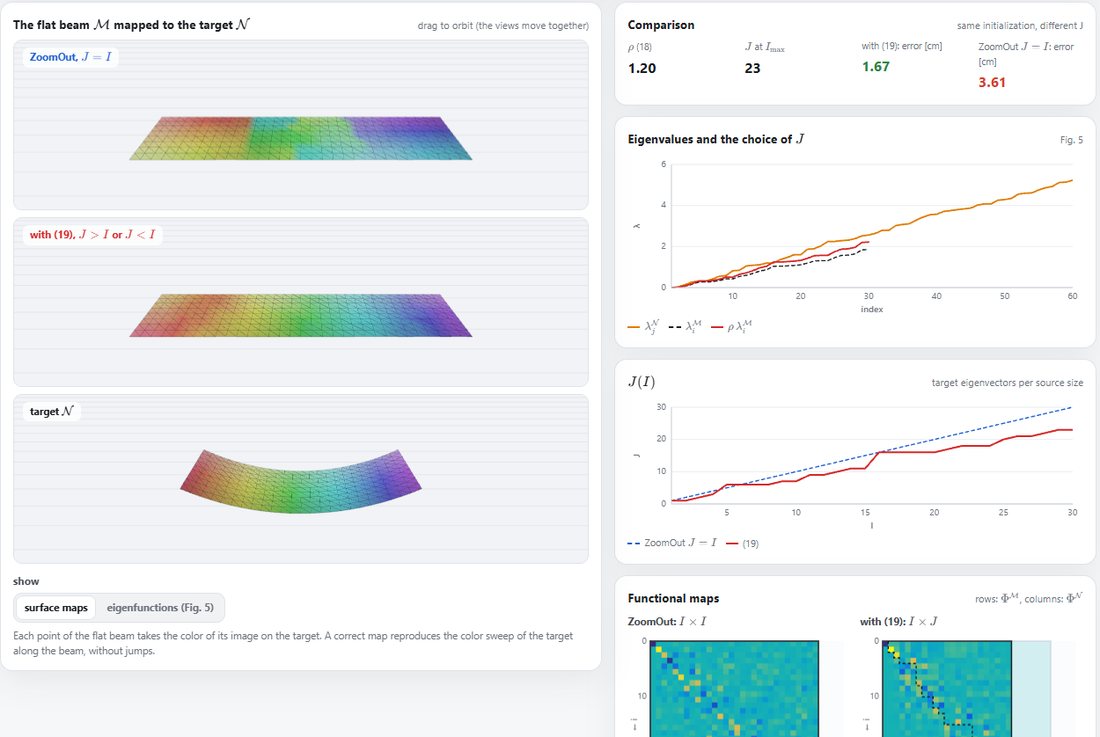 The flat beam ℳ mapped to the target 𝒩
drag to orbit (the views move together)
ZoomOut, J = I
with (19), J > I or J < I
target 𝒩
show
surface maps
eigenfunctions (Fig. 5)
Each point of the flat beam takes the color of its image on the target. A correct map reproduces the color sweep of the target
along the beam, without jumps.
Comparison
same initialization, different J
ρ (18)
J at I_max
with (19): error [cm]
ZoomOut J = I: error
[cm]
1.20
23
1.67
3.61
Eigenvalues and the choice of J
Fig. 5
6
4
2
0
λ
10 20 30 40 50 60
index
λ_j^𝒩 λ_i^ℳ ρ λ_i^ℳ
J(I)
target eigenvectors per source size
30
20
10
0
J
5 10 15 20 25 30
I
ZoomOut J = I (19)
Functional maps
rows: Φ^ℳ, columns: Φ^𝒩
ZoomOut: I × I
with (19): I × J
0
10
i →
0
10
i →